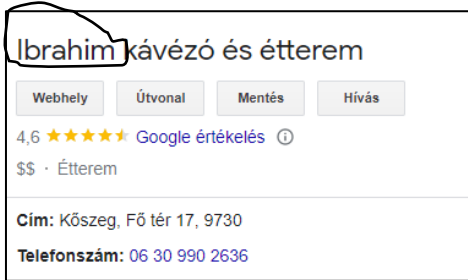 Ibrahim kávézó és étterem
Webhely Útvonal Mentés Hívás
4,6 Google értékelés
$$ · Étterem
Cím: Kőszeg, Fő tér 17, 9730
Telefonszám: 06 30 990 2636